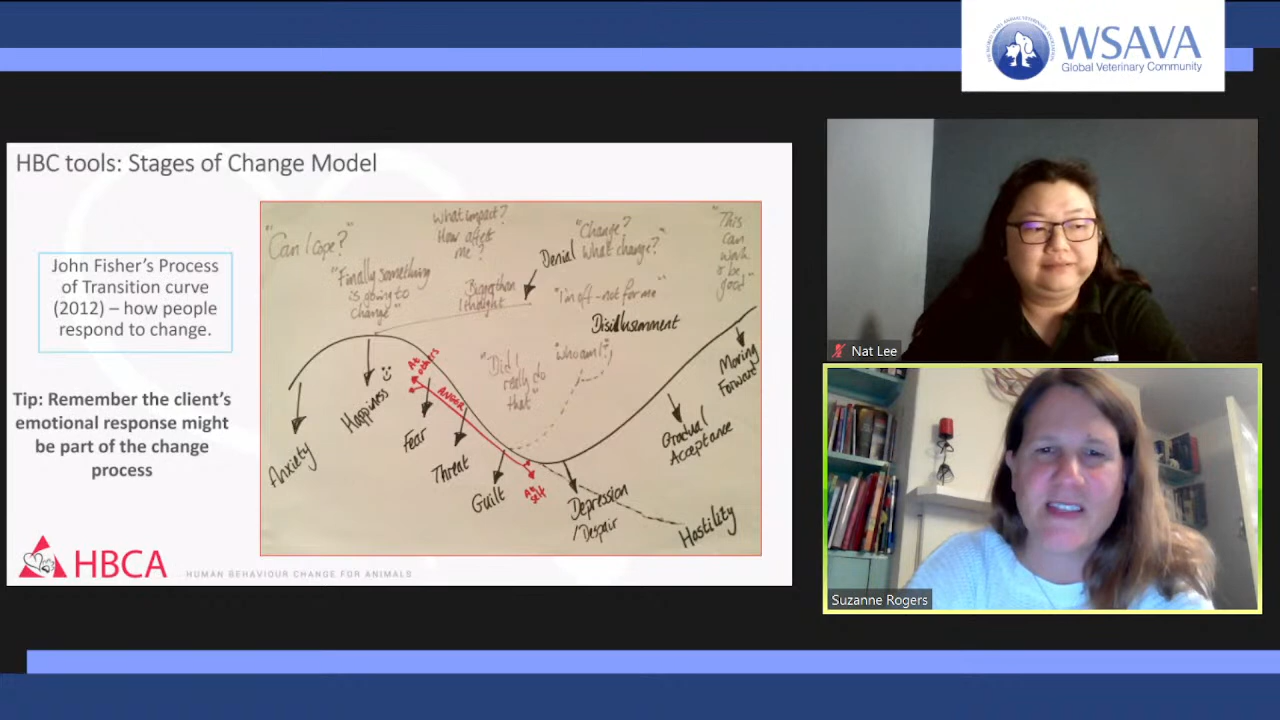 WSAVA
Global Veterinary Community
HBC tools: Stages of Change Model
John Fisher's Process
of Transition curve
(2012) – how people
respond to change.
Tip: Remember the client's
emotional response might
be part of the change
process
"Can I cope?"
"Finally something
is going to
change"
What impact?
How affect
me?
Bigger than
I thought
Denial
"Change?
What change?"
"I'm off - not for me"
Disillusionment
"This
can
work
& be
good"
"Did I
really do
that"
"Who am I?"
Anxiety
Happiness
At
others
ANGER
Fear
Threat
Guilt
At
self
Depression
/Despair
Hostility
Gradual
Acceptance
Moving
Forward
HBCA
HUMAN BEHAVIOUR CHANGE FOR ANIMALS
Nat Lee
Suzanne Rogers